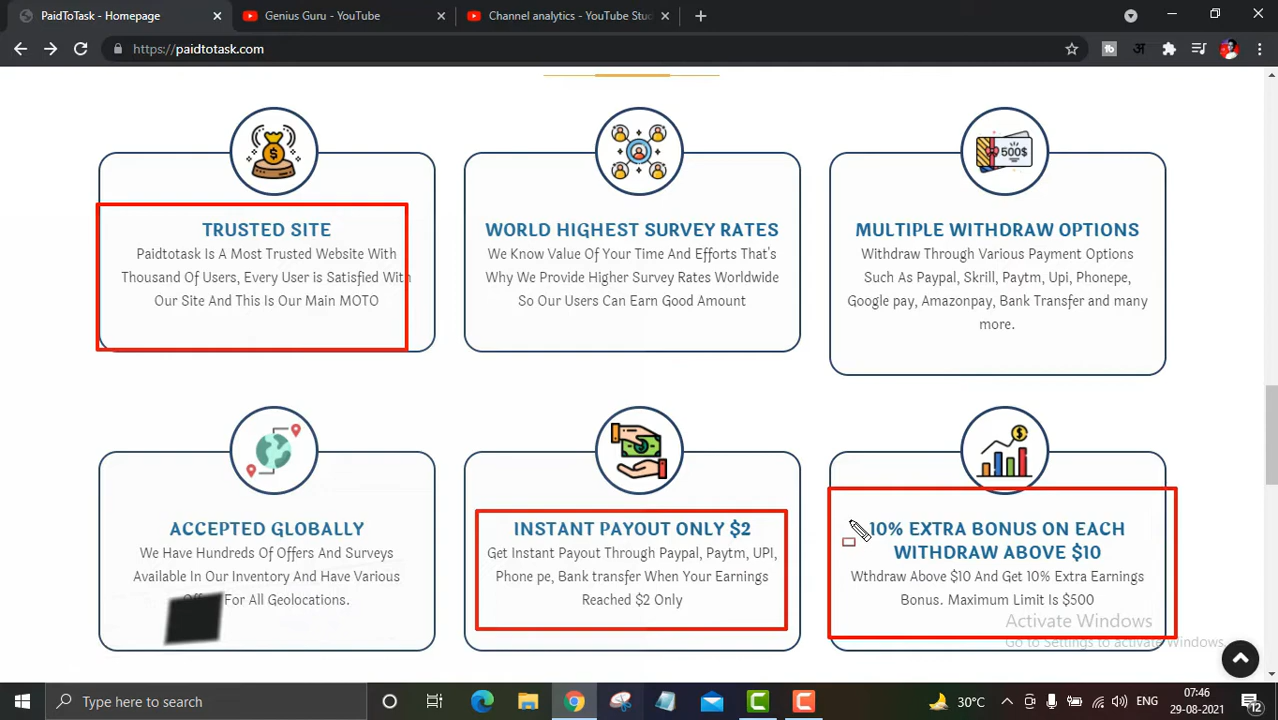 PaidToTask - Homepage
Genius Guru - YouTube
Channel analytics - YouTube Stud
https://paidtotask.com
500$
TRUSTED SITE
Paidtotask Is A Most Trusted Website With
Thousand Of Users, Every User is Satisfied With
Our Site And This Is Our Main MOTO
WORLD HIGHEST SURVEY RATES
We Know Value Of Your Time And Efforts That's
Why We Provide Higher Survey Rates Worldwide
So Our Users Can Earn Good Amount
MULTIPLE WITHDRAW OPTIONS
Withdraw Through Various Payment Options
Such As Paypal, Skrill, Paytm, Upi, Phonepe,
Google pay, Amazonpay, Bank Transfer and many
more.
ACCEPTED GLOBALLY
We Have Hundreds Of Offers And Surveys
Available In Our Inventory And Have Various
For All Geolocations.
INSTANT PAYOUT ONLY $2
Get Instant Payout Through Paypal, Paytm, UPI,
Phone pe, Bank transfer When Your Earnings
Reached $2 Only
10% EXTRA BONUS ON EACH
WITHDRAW ABOVE $10
Wthdraw Above $10 And Get 10% Extra Earnings
Bonus. Maximum Limit Is $500
Activate Windows
Go to Settings to activate Windows.
Type here to search
30°C
ENG
07:46
29-08-2021
12